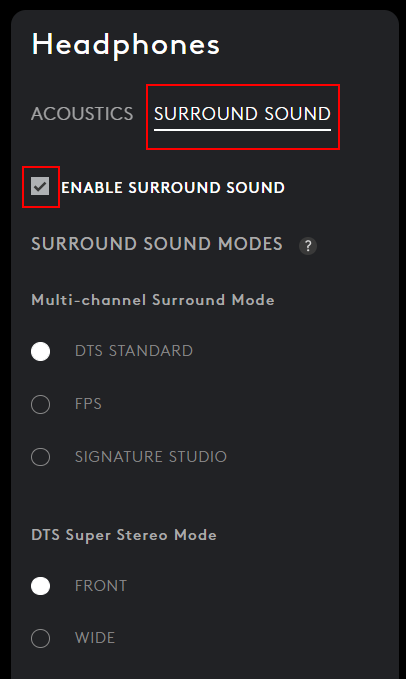 Headphones
ACOUSTICS SURROUND SOUND
ENABLE SURROUND SOUND
SURROUND SOUND MODES ?
Multi-channel Surround Mode
DTS STANDARD
FPS
SIGNATURE STUDIO
DTS Super Stereo Mode
FRONT
WIDE